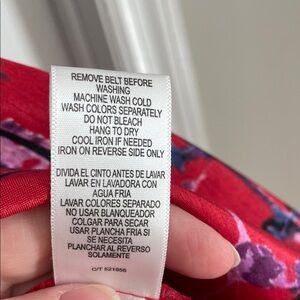 REMOVE BELT BEFORE
WASHING
MACHINE WASH COLD
WASH COLORS SEPARATELY
DO NOT BLEACH
HANG TO DRY
COOL IRON IF NEEDED
IRON ON REVERSE SIDE ONLY
DIVIDA EL CINTO ANTES DE LAVAR
LAVAR EN LAVADORA CON
AGUA FRIA
LAVAR COLORES SEPARADO
NO USAR BLANQUEADOR
COLGAR PARA SECAR
USAR PLANCHA FRIA SI
SE NECESITA
PLANCHAR AL REVERSO
SOLAMENTE
C/T 521856